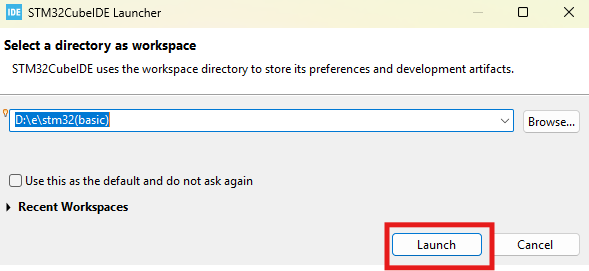 IDE STM32CubeIDE Launcher
Select a directory as workspace
STM32CubeIDE uses the workspace directory to store its preferences and development artifacts.
D:\e\stm32(basic)
Browse...
Use this as the default and do not ask again
Recent Workspaces
Launch
Cancel